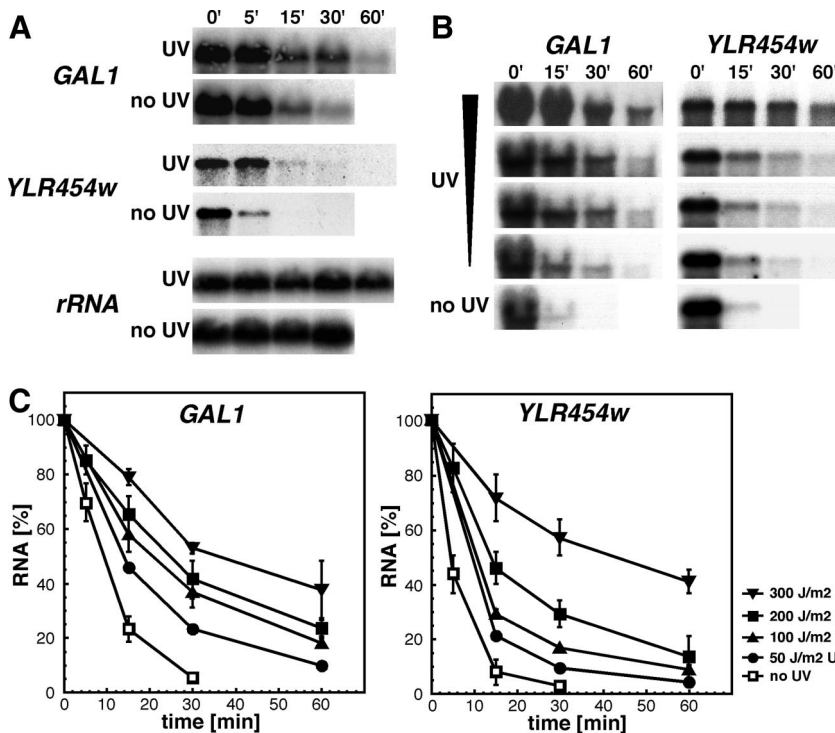 A
0' 5' 15' 30' 60'
GAL1
UV
no UV
YLR454w
UV
no UV
rRNA
UV
no UV
B
GAL1 YLR454w
0' 15' 30' 60' 0' 15' 30' 60'
UV
no UV
C
GAL1
RNA [%]
100
80
60
40
20
0
0 10 20 30 40 50 60
time [min]
YLR454w
RNA [%]
100
80
60
40
20
0
0 10 20 30 40 50 60
time [min]
300 J/m2
200 J/m2
100 J/m2
50 J/m2 U
no UV